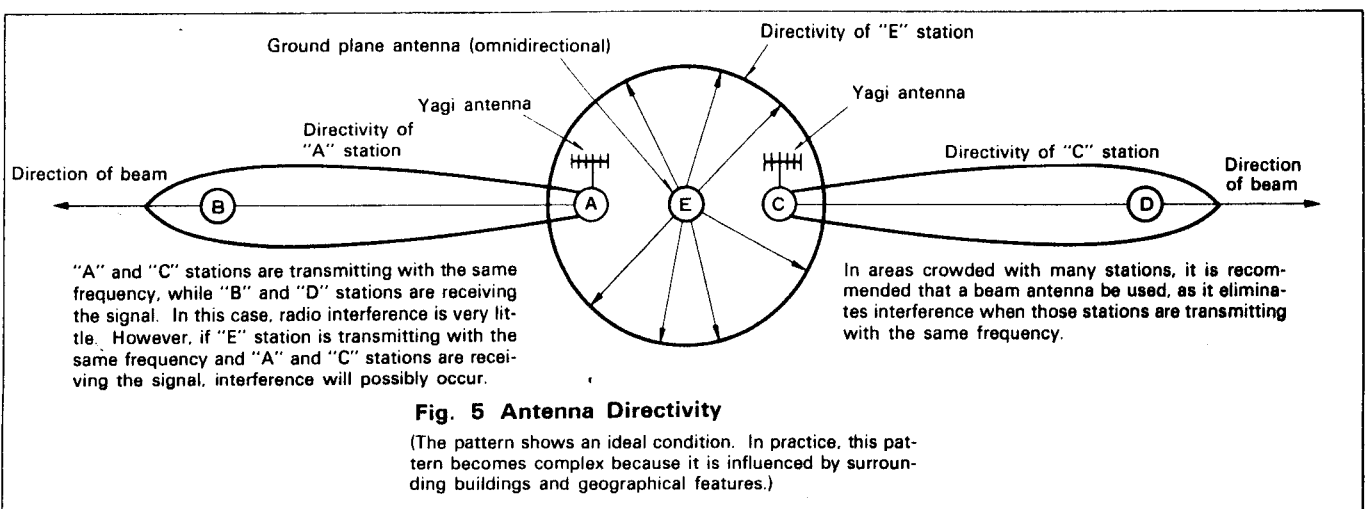 Ground plane antenna (omnidirectional)
Directivity of "E" station
Yagi antenna
Yagi antenna
Directivity of
"A" station
Directivity of "C" station
Direction of beam
Direction
of beam
B
A
E
C
D
"A" and "C" stations are transmitting with the same
frequency, while "B" and "D" stations are receiving
the signal. In this case, radio interference is very lit-
tle. However, if "E" station is transmitting with the
same frequency and "A" and "C" stations are recei-
ving the signal, interference will possibly occur.
In areas crowded with many stations, it is recom-
mended that a beam antenna be used, as it elimina-
tes interference when those stations are transmitting
with the same frequency.
Fig. 5 Antenna Directivity
(The pattern shows an ideal condition. In practice, this pat-
tern becomes complex because it is influenced by surroun-
ding buildings and geographical features.)